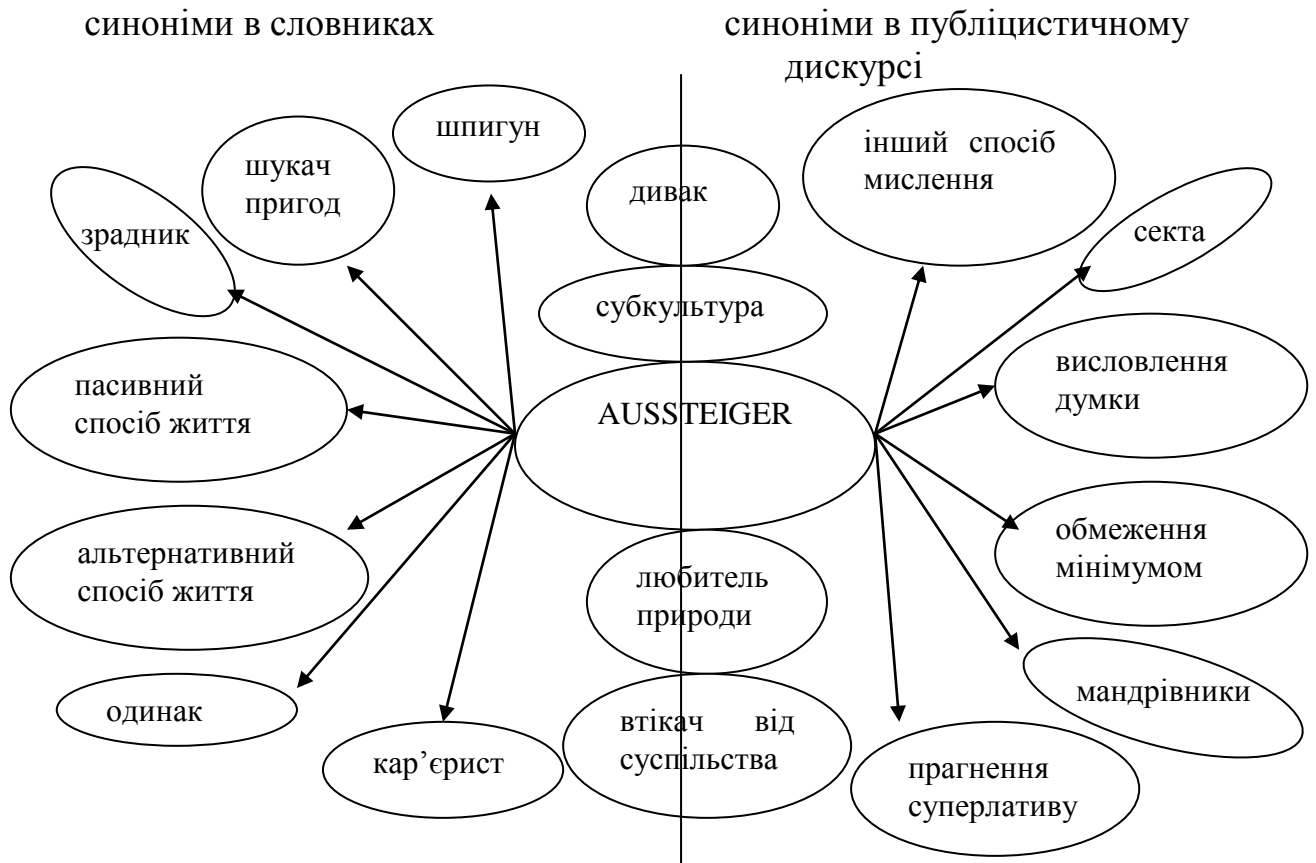 синоніми в словниках
синоніми в публіцистичному
дискурсі
шпигун
шукач
пригод
зрадник
пасивний
спосіб життя
альтернативний
спосіб життя
одинак
кар’єрист
дивак
субкультура
AUSSTEIGER
любитель
природи
втікач від
суспільства
інший спосіб
мислення
секта
висловлення
думки
обмеження
мінімумом
мандрівники
прагнення
суперлативу